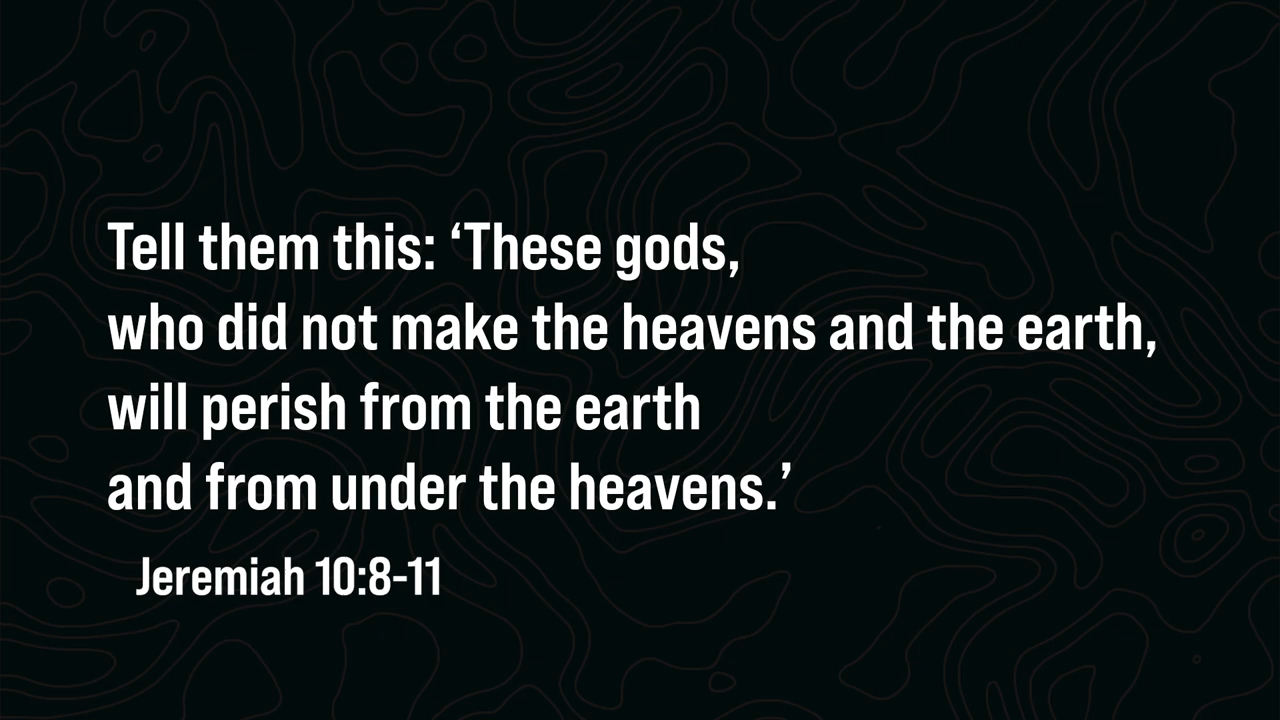 Tell them this: ‘These gods,
who did not make the heavens and the earth,
will perish from the earth
and from under the heavens.’
Jeremiah 10:8-11